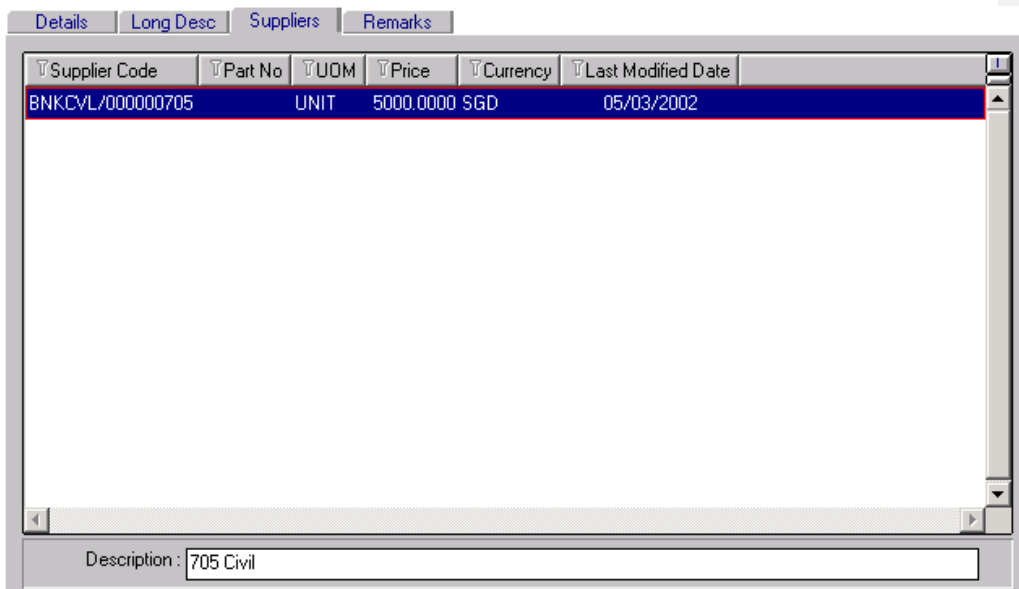 Details Long Desc Suppliers Remarks
Supplier Code Part No UOM Price Currency Last Modified Date
BNKCVL/000000705 UNIT 5000.0000 SGD 05/03/2002
Description : 705 Civil